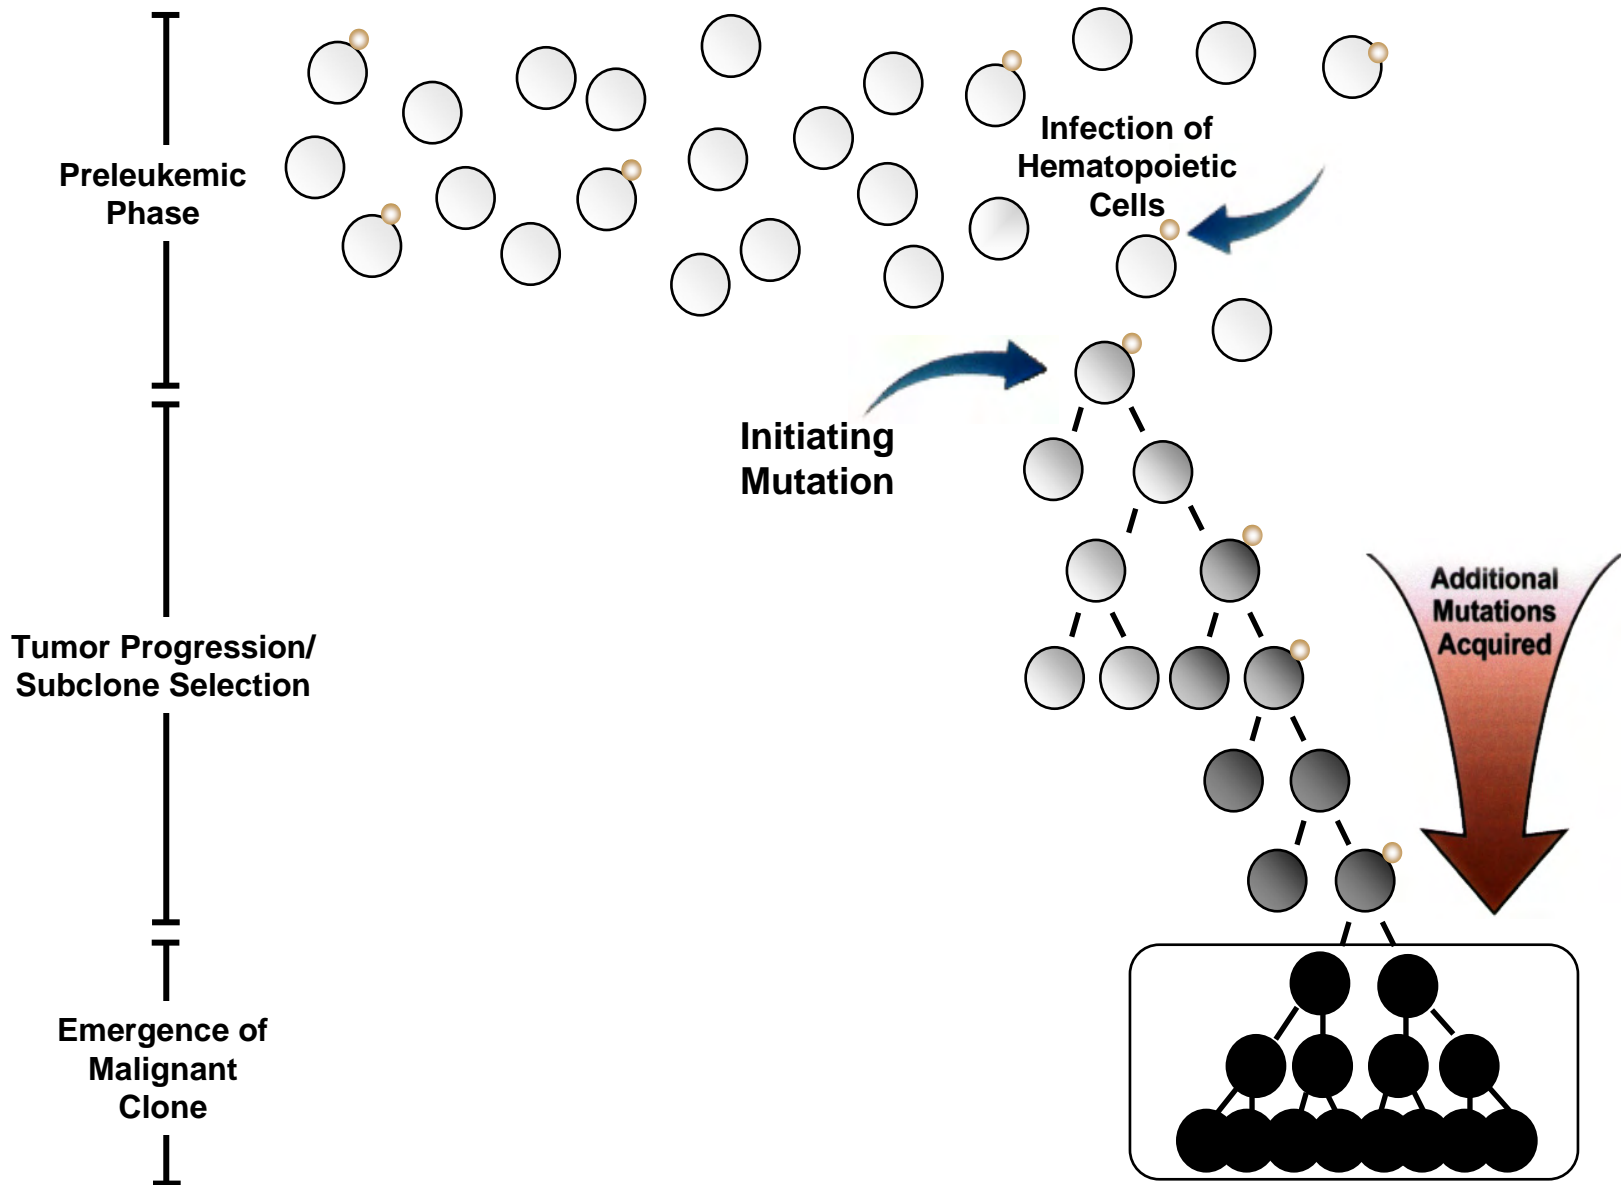 Infection of
Hematopoietic
Cells
Preleukemic
Phase
Initiating
Mutation
Additional
Mutations
Acquired
Tumor Progression/
Subclone Selection
Emergence of
Malignant
Clone